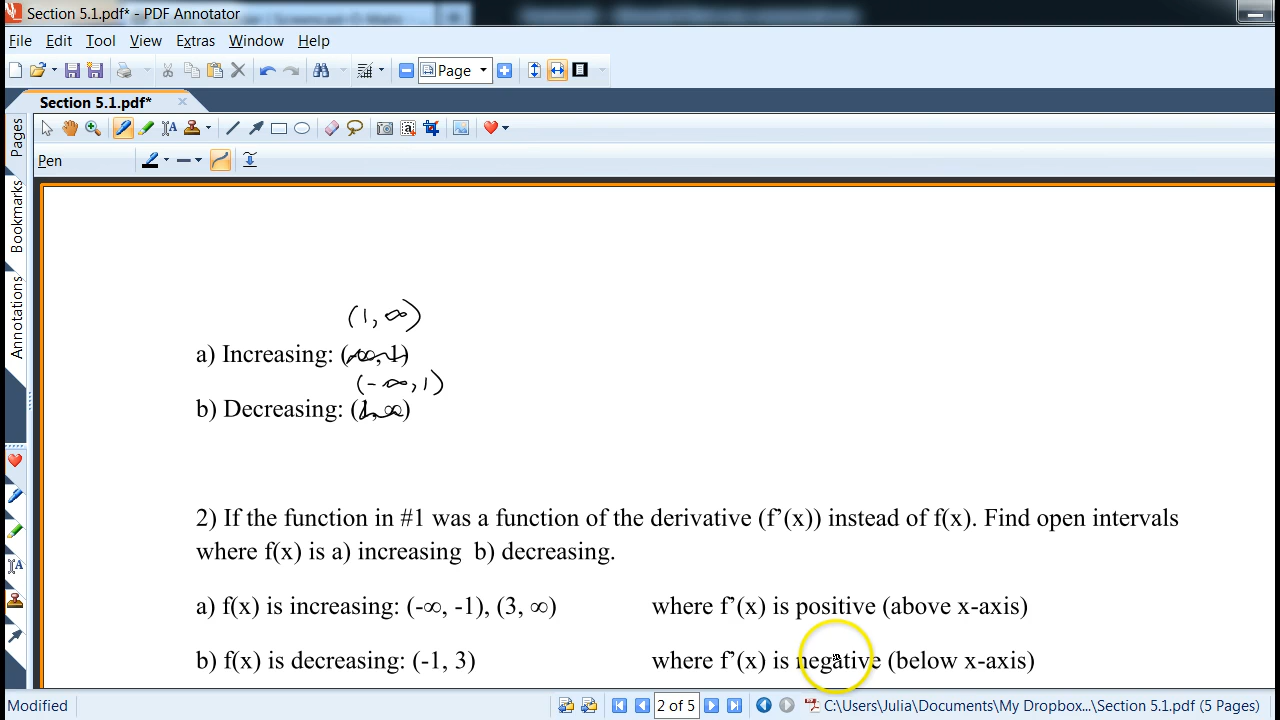 Section 5.1.pdf* - PDF Annotator
File Edit Tool View Extras Window Help
Page
Section 5.1.pdf*
Pen
Pages
Bookmarks
Annotations
(1, ∞)
a) Increasing: (-∞, 1)
(-∞, 1)
b) Decreasing: (1, ∞)
2) If the function in #1 was a function of the derivative (f’(x)) instead of f(x). Find open intervals
where f(x) is a) increasing b) decreasing.
a) f(x) is increasing: (-∞, -1), (3, ∞) where f’(x) is positive (above x-axis)
b) f(x) is decreasing: (-1, 3) where f’(x) is negative (below x-axis)
Modified 2 of 5 C:\Users\Julia\Documents\My Dropbox...\Section 5.1.pdf (5 Pages)